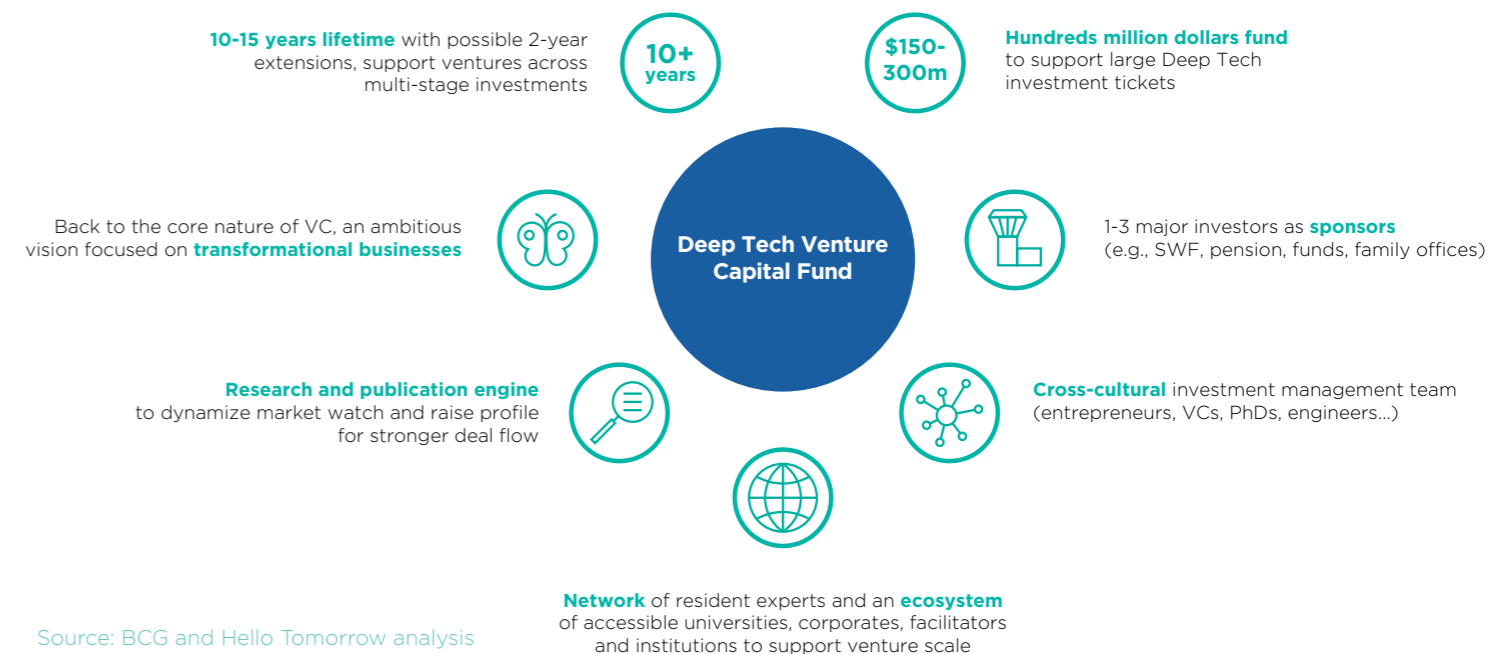 10-15 years lifetime with possible 2-year
extensions, support ventures across
multi-stage investments
10+
years
$150-
300m
Hundreds million dollars fund
to support large Deep Tech
investment tickets
Back to the core nature of VC, an ambitious
vision focused on transformational businesses
Deep Tech Venture
Capital Fund
1-3 major investors as sponsors
(e.g., SWF, pension, funds, family offices)
Research and publication engine
to dynamize market watch and raise profile
for stronger deal flow
Cross-cultural investment management team
(entrepreneurs, VCs, PhDs, engineers...)
Network of resident experts and an ecosystem
of accessible universities, corporates, facilitators
and institutions to support venture scale
Source: BCG and Hello Tomorrow analysis